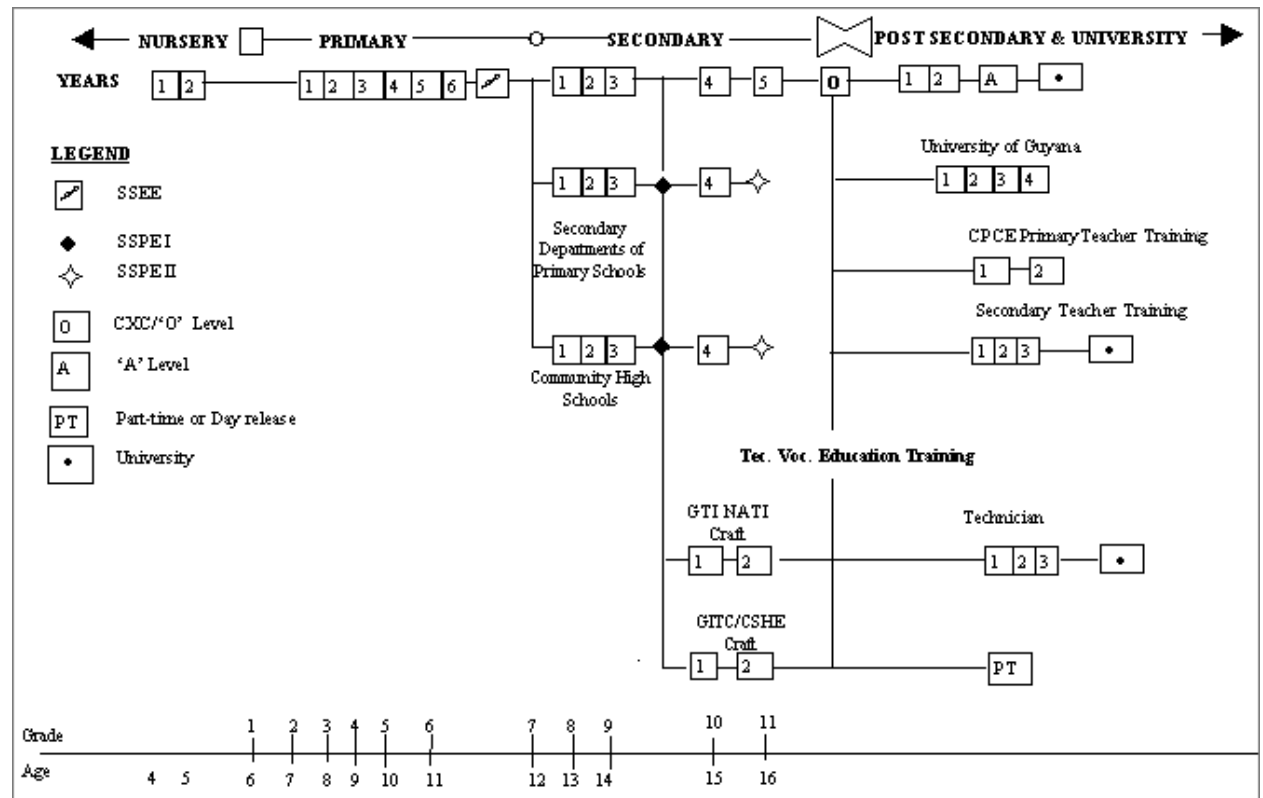 NURSERY PRIMARY SECONDARY POST SECONDARY & UNIVERSITY
YEARS 1 2 1 2 3 4 5 6 1 2 3 4 5 O 1 2 A
LEGEND
SSEE
SSPE I
SSPE II
O CXC/‘O’ Level
A ‘A’ Level
PT Part-time or Day release
University
1 2 3 4
Secondary
Departments of
Primary Schools
1 2 3 4
Community High
Schools
University of Guyana
1 2 3 4
CPCE Primary Teacher Training
1 2
Secondary Teacher Training
1 2 3
Tec. Voc. Education Training
GTI NATI
Craft
1 2
Technician
1 2 3
GITC/CSHE
Craft
1 2
PT
Grade 1 2 3 4 5 6 7 8 9 10 11
Age 4 5 6 7 8 9 10 11 12 13 14 15 16